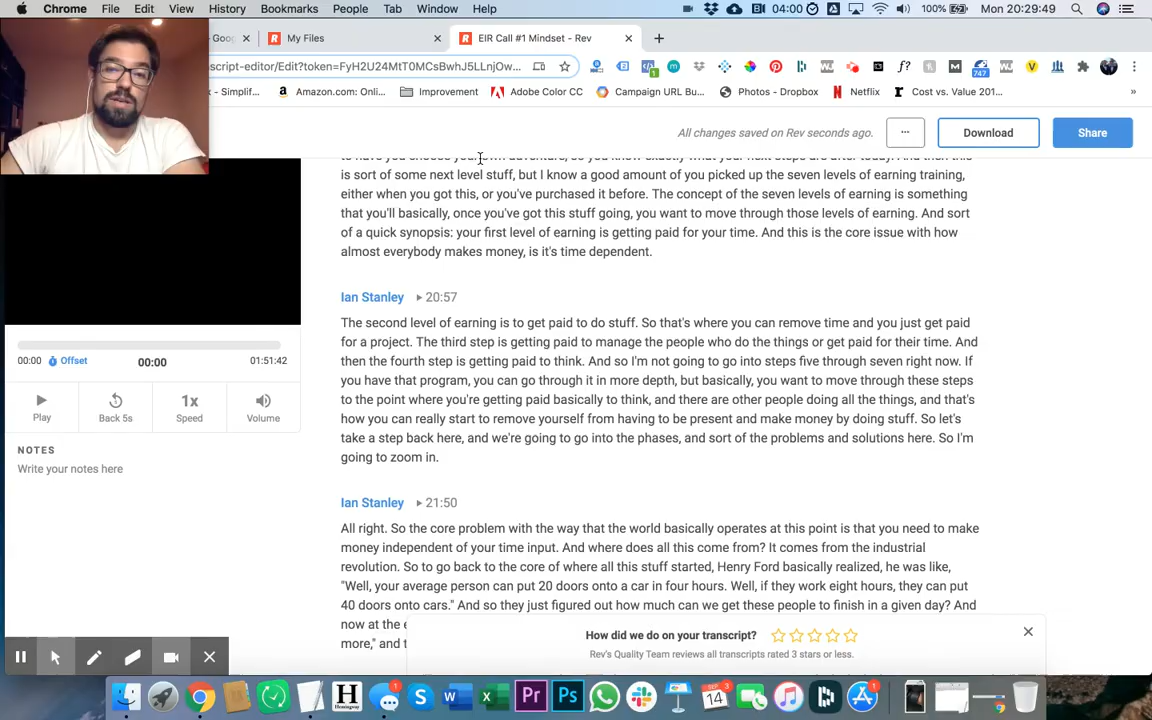 Chrome File Edit View History Bookmarks People Tab Window Help 04:00 100% Mon 20:29:49
My Files EIR Call #1 Mindset - Rev
script-editor/Edit?token=FyH2U24MtT0MCsBwhJ5LLnjOw...
- Simplif... Amazon.com: Onli... Improvement Adobe Color CC Campaign URL Bu... Photos - Dropbox Netflix Cost vs. Value 201... »
All changes saved on Rev seconds ago. ... Download Share
is sort of some next level stuff, but I know a good amount of you picked up the seven levels of earning training,
either when you got this, or you've purchased it before. The concept of the seven levels of earning is something
that you'll basically, once you've got this stuff going, you want to move through those levels of earning. And sort
of a quick synopsis: your first level of earning is getting paid for your time. And this is the core issue with how
almost everybody makes money, is it's time dependent.
Ian Stanley 20:57
The second level of earning is to get paid to do stuff. So that's where you can remove time and you just get paid
for a project. The third step is getting paid to manage the people who do the things or get paid for their time. And
then the fourth step is getting paid to think. And so I'm not going to go into steps five through seven right now. If
you have that program, you can go through it in more depth, but basically, you want to move through these steps
to the point where you're getting paid basically to think, and there are other people doing all the things, and that's
how you can really start to remove yourself from having to be present and make money by doing stuff. So let's
take a step back here, and we're going to go into the phases, and sort of the problems and solutions here. So I'm
going to zoom in.
Ian Stanley 21:50
All right. So the core problem with the way that the world basically operates at this point is that you need to make
money independent of your time input. And where does all this come from? It comes from the industrial
revolution. So to go back to the core of where all this stuff started, Henry Ford basically realized, he was like,
"Well, your average person can put 20 doors onto a car in four hours. Well, if they work eight hours, they can put
40 doors onto cars." And so they just figured out how much can we get these people to finish in a given day? And
now at the e
more," and t
00:00 Offset 00:00 01:51:42
Play Back 5s 1x Speed Volume
NOTES
Write your notes here
How did we do on your transcript?
Rev's Quality Team reviews all transcripts rated 3 stars or less.